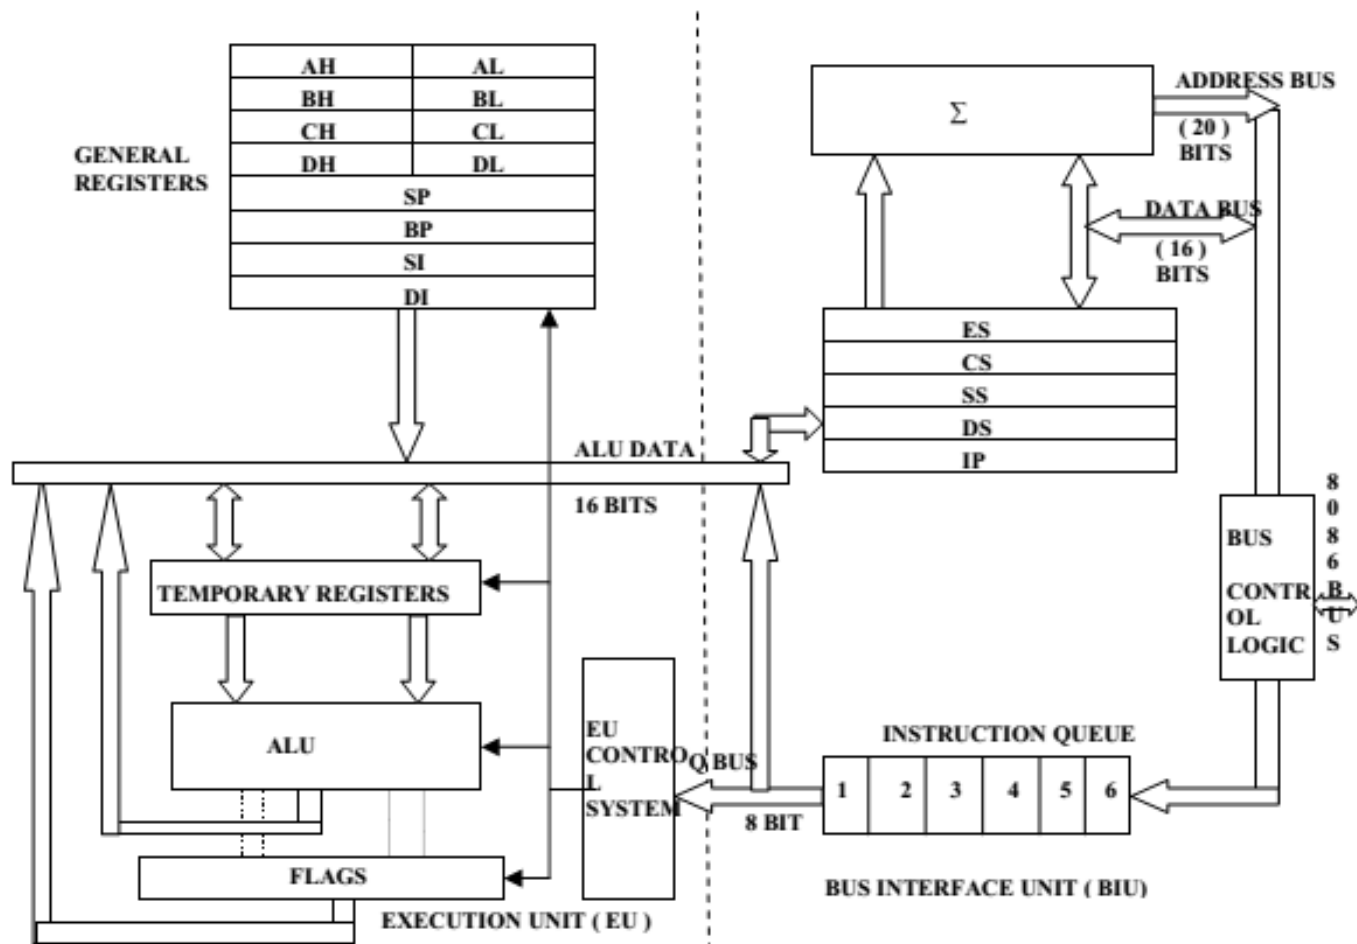 AH AL
BH BL
CH CL
DH DL
SP
BP
SI
DI
GENERAL
REGISTERS
ALU DATA
16 BITS
TEMPORARY REGISTERS
ALU
FLAGS
EU
CONTRO
L
SYSTEM
EXECUTION UNIT ( EU )
Σ
ADDRESS BUS
( 20 )
BITS
DATA BUS
( 16 )
BITS
ES
CS
SS
DS
IP
BUS
CONTR
OL
LOGIC
8
0
8
6
B
U
S
Q BUS
8 BIT
INSTRUCTION QUEUE
1 2 3 4 5 6
BUS INTERFACE UNIT ( BIU)